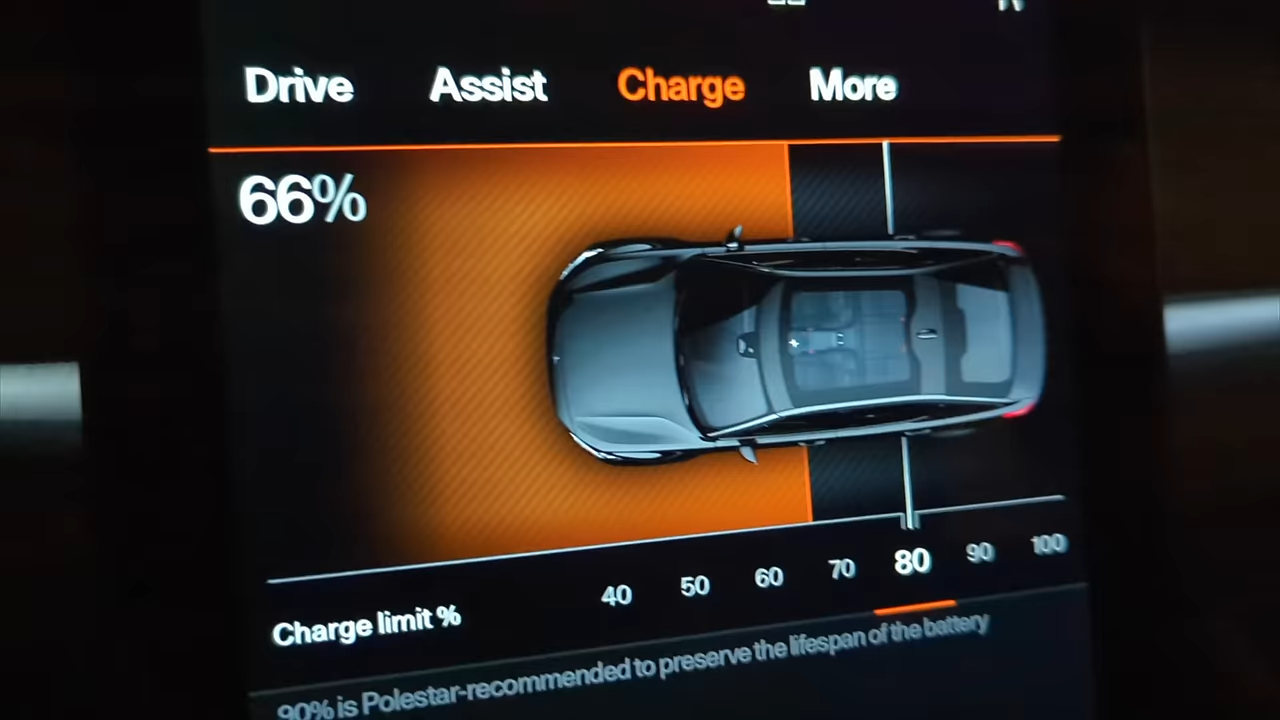 Drive Assist Charge More
66%
40 50 60 70 80 90 100
Charge limit %
90% is Polestar-recommended to preserve the lifespan of the battery